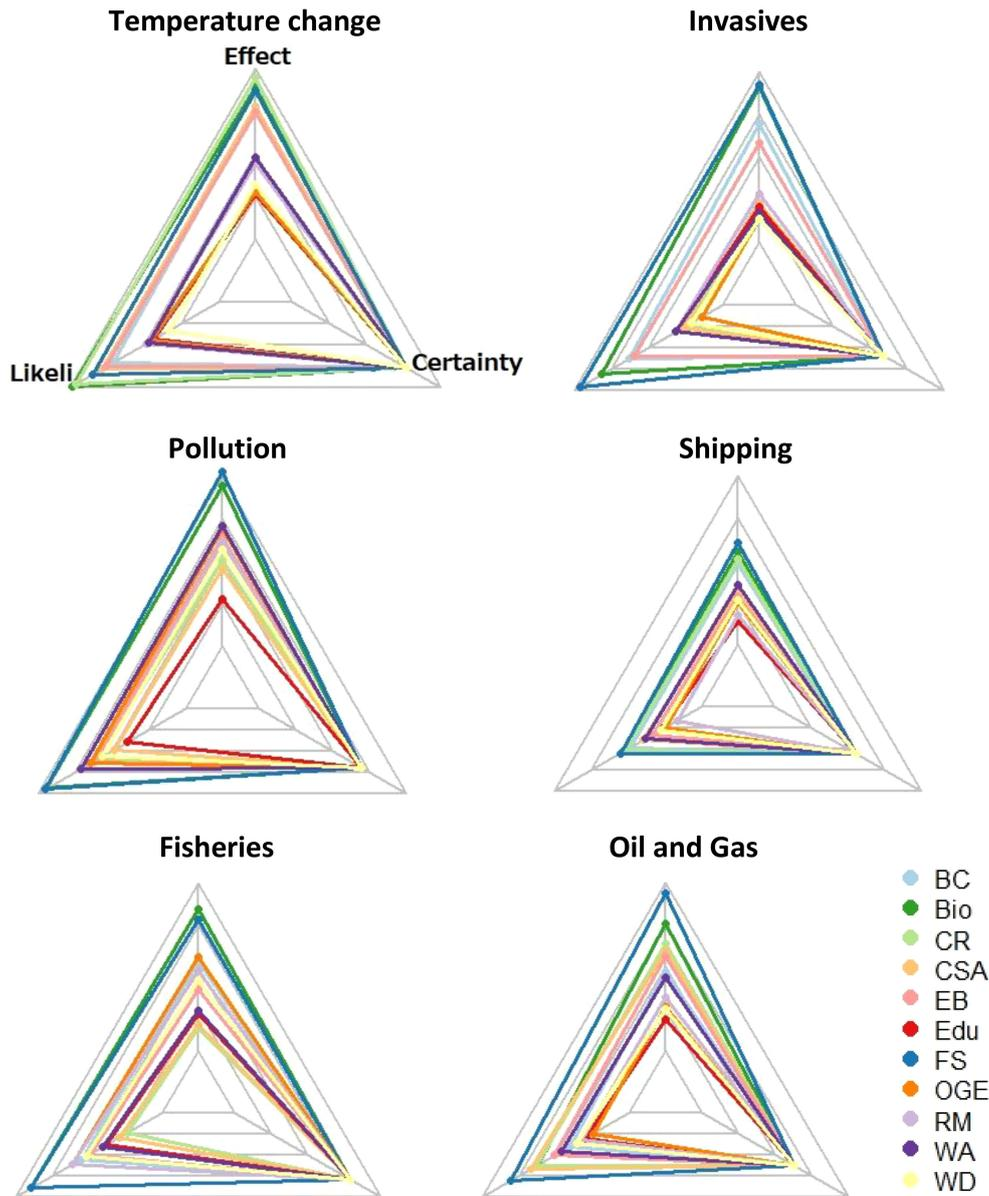 Temperature change
Invasives
Effect
Likeli
Certainty
Pollution
Shipping
Fisheries
Oil and Gas
BC
Bio
CR
CSA
EB
Edu
FS
OGE
RM
WA
WD